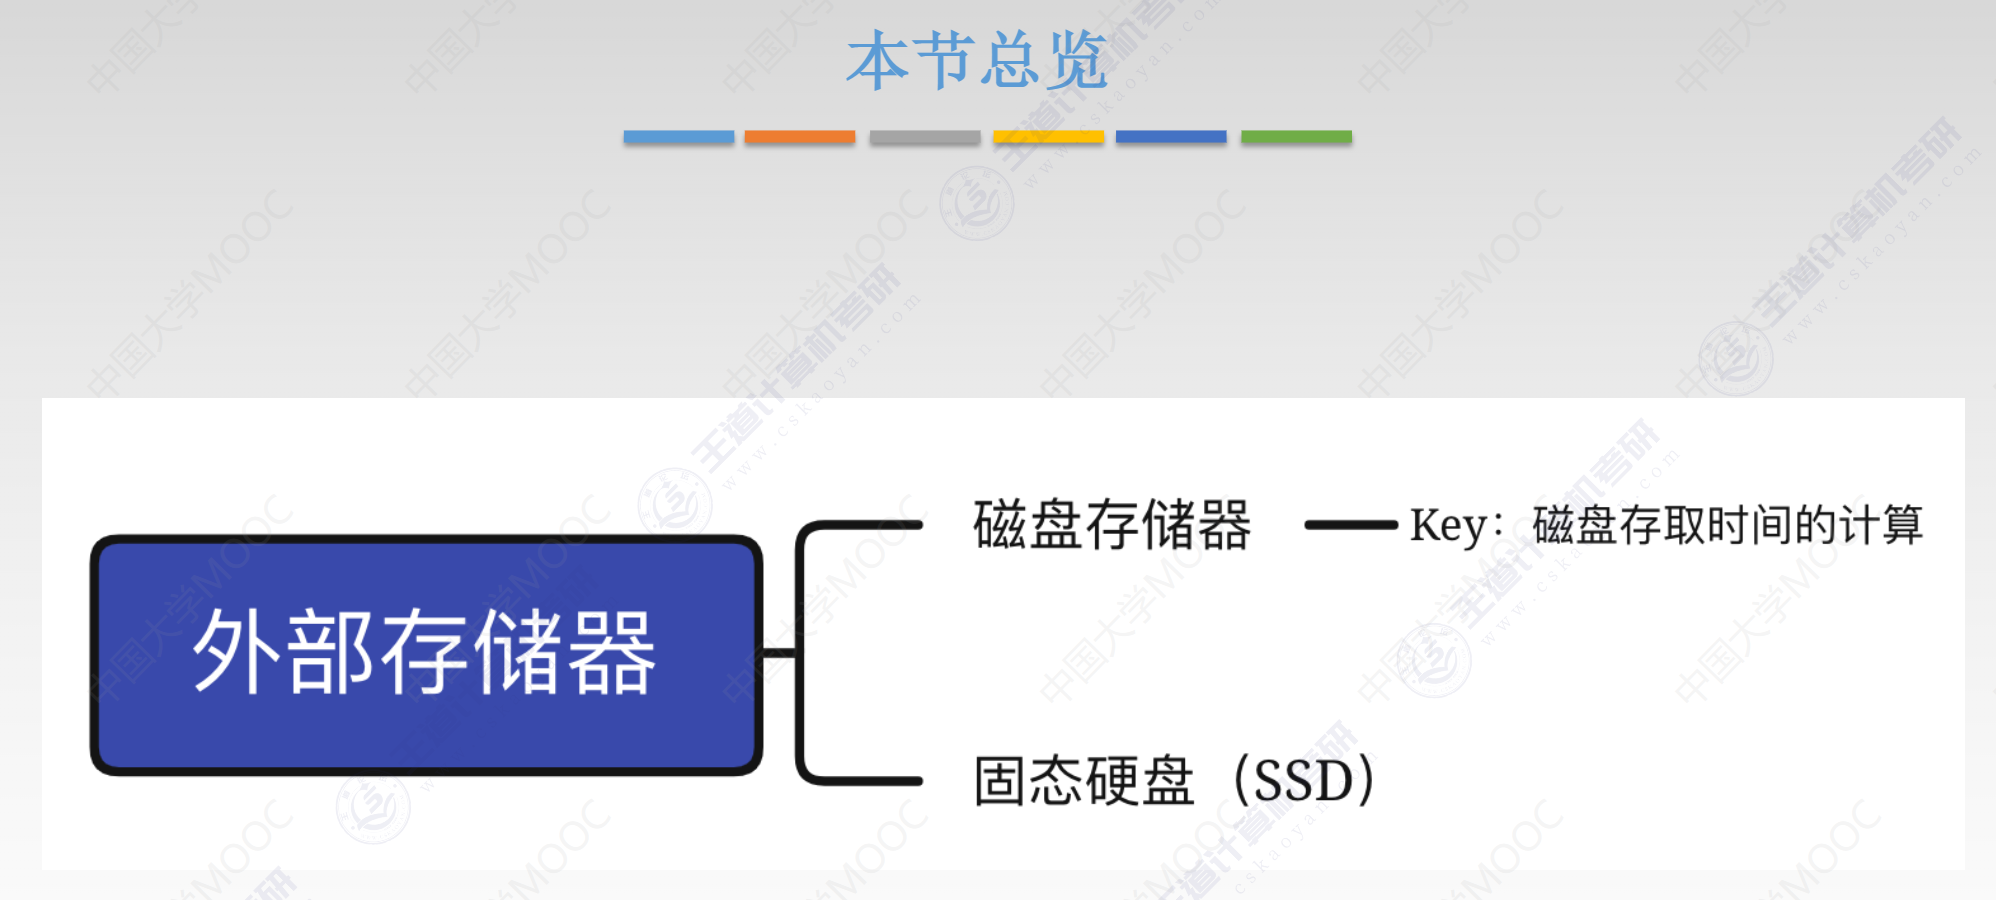 本节总览
外部存储器
磁盘存储器
Key：磁盘存取时间的计算
固态硬盘（SSD）
中国大学MOOC
王道计算机考研
www.cskaoyan.com